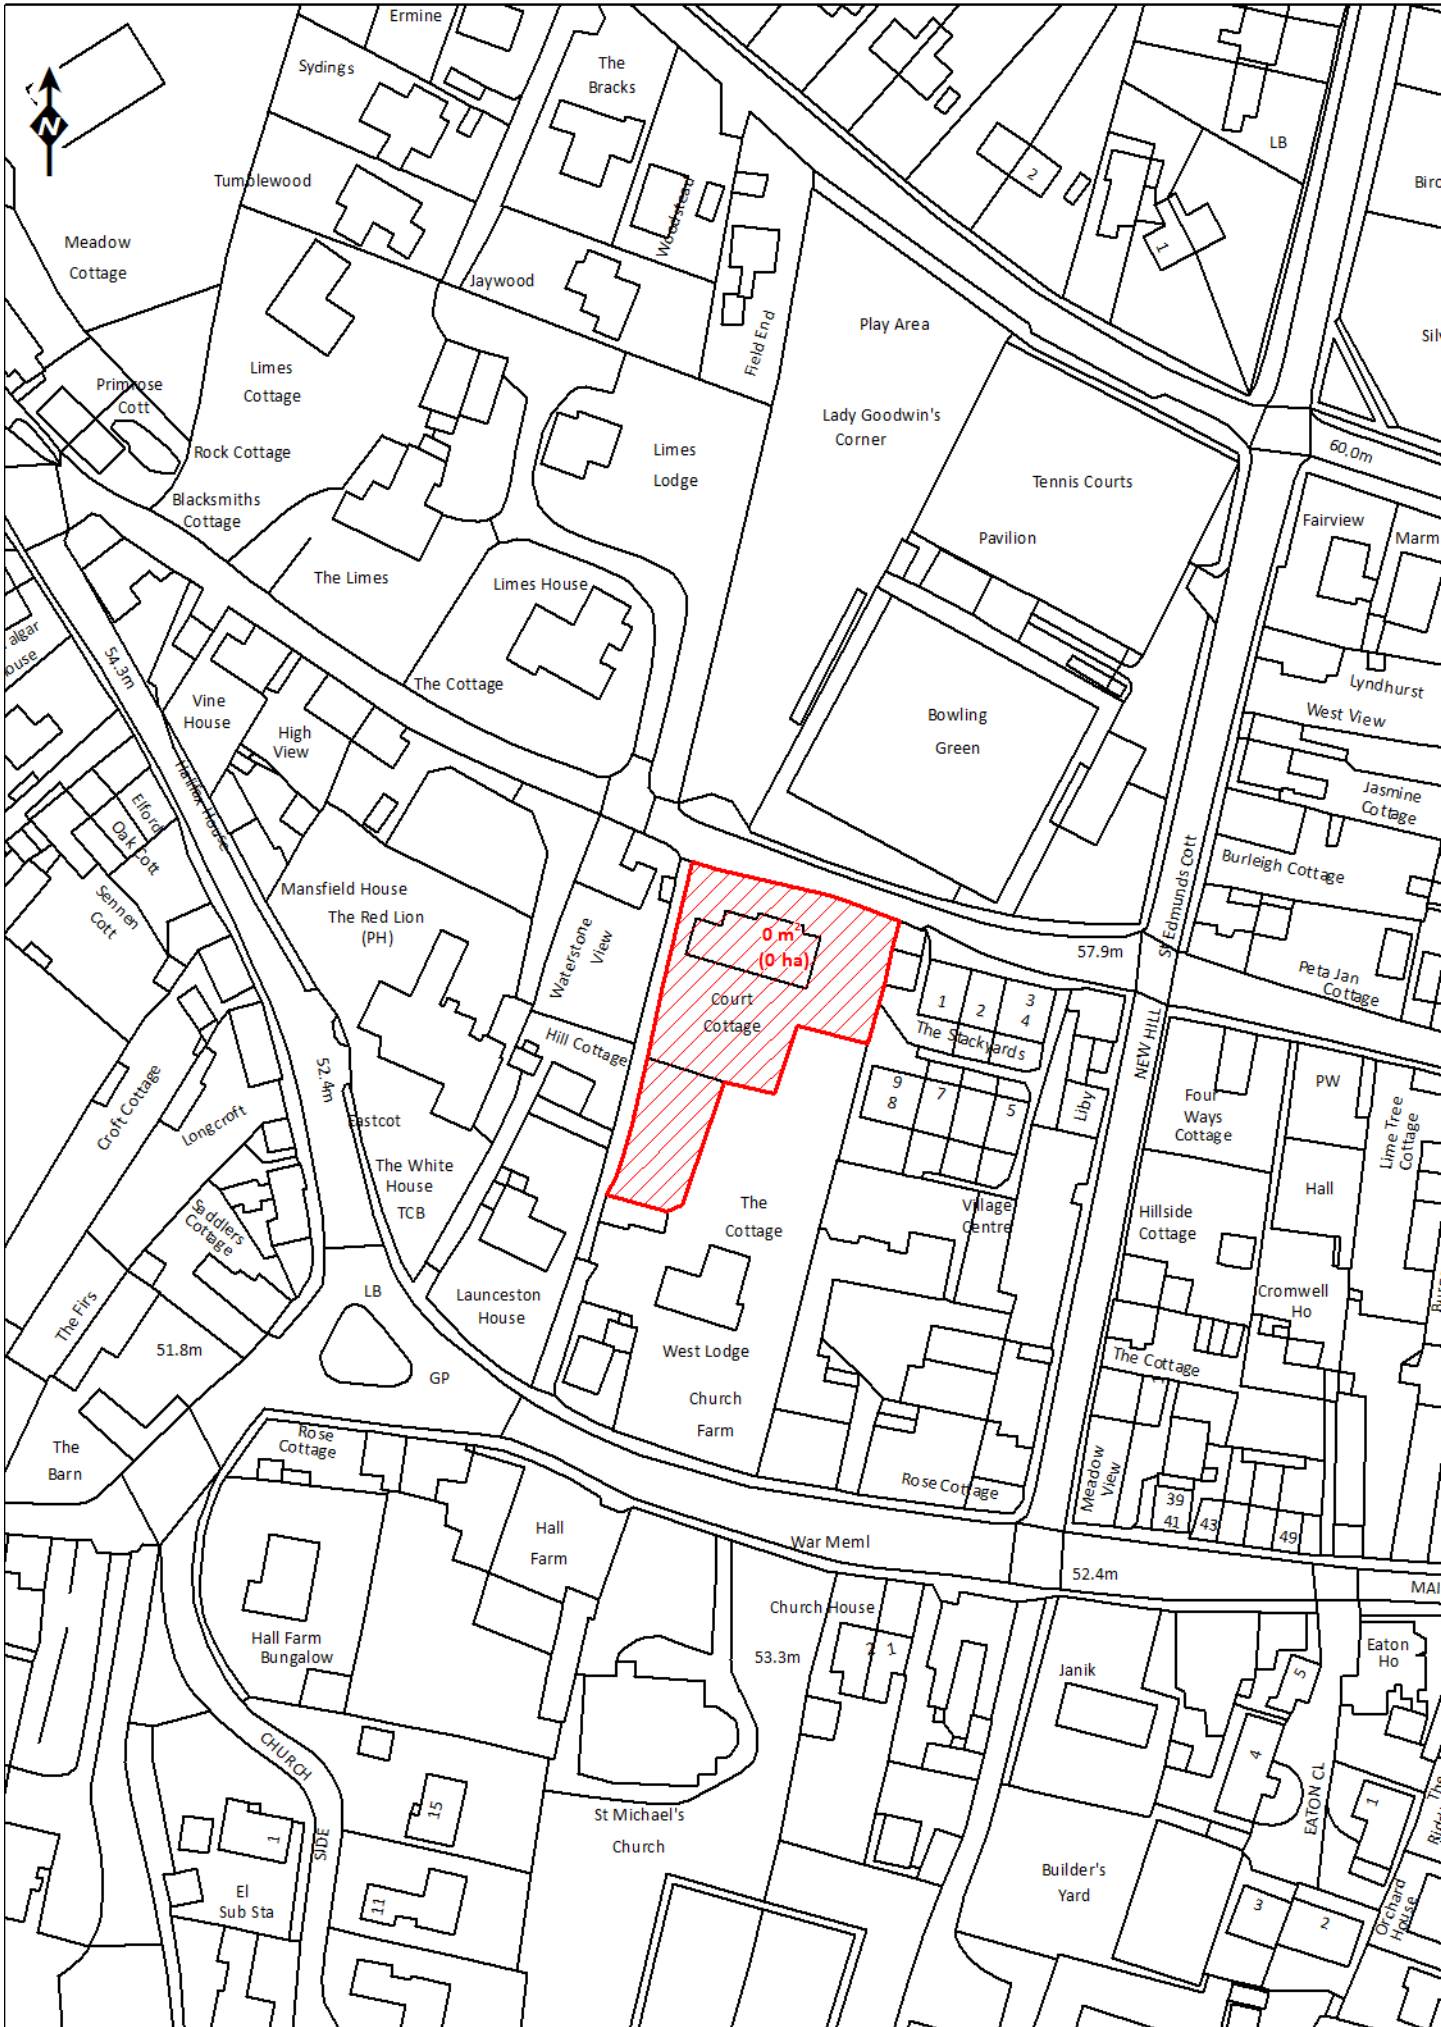 Ermine
Sydings
The
Bracks
N
LB
2
Tumblewood
Woodstead
1
Meadow
Cottage
Jaywood
Play Area
Field End
Limes
Cottage
Primrose
Cott
Lady Goodwin's
Corner
Rock Cottage
Limes
Lodge
60.0m
Tennis Courts
Blacksmiths
Cottage
Fairview
Pavilion
The Limes
Limes House
54.3m
The Cottage
Lyndhurst
West View
Vine
House
High
View
Bowling
Green
Halifax House
Jasmine
Cottage
Elford
Oak Cott
Burleigh Cottage
St Edmunds Cott
Sennen
Cott
Mansfield House
The Red Lion
(PH)
Waterstone
View
0 m²
(0 ha)
57.9m
Peta Jan
Cottage
Court
Cottage
1
2
3
4
The Stackyards
Hill Cottage
NEW HILL
52.4m
Croft Cottage
Longcroft
Eastcot
9
8
7
5
Liby
Four
Ways
Cottage
PW
Lime Tree
Cottage
The White
House
TCB
Hall
Saddlers
Cottage
The
Cottage
Village
Centre
Hillside
Cottage
The Firs
LB
Launceston
House
Cromwell
Ho
51.8m
West Lodge
The Cottage
GP
Church
Farm
Rose
Cottage
The
Barn
Rose Cottage
Meadow
View
39
41
43
49
Hall
Farm
War Meml
52.4m
Church House
2
1
Hall Farm
Bungalow
53.3m
Janik
Eaton
Ho
5
CHURCH
SIDE
4
EATON CL
1
15
1
St Michael's
Church
11
El
Sub Sta
Builder's
Yard
3
2
Orchard
House